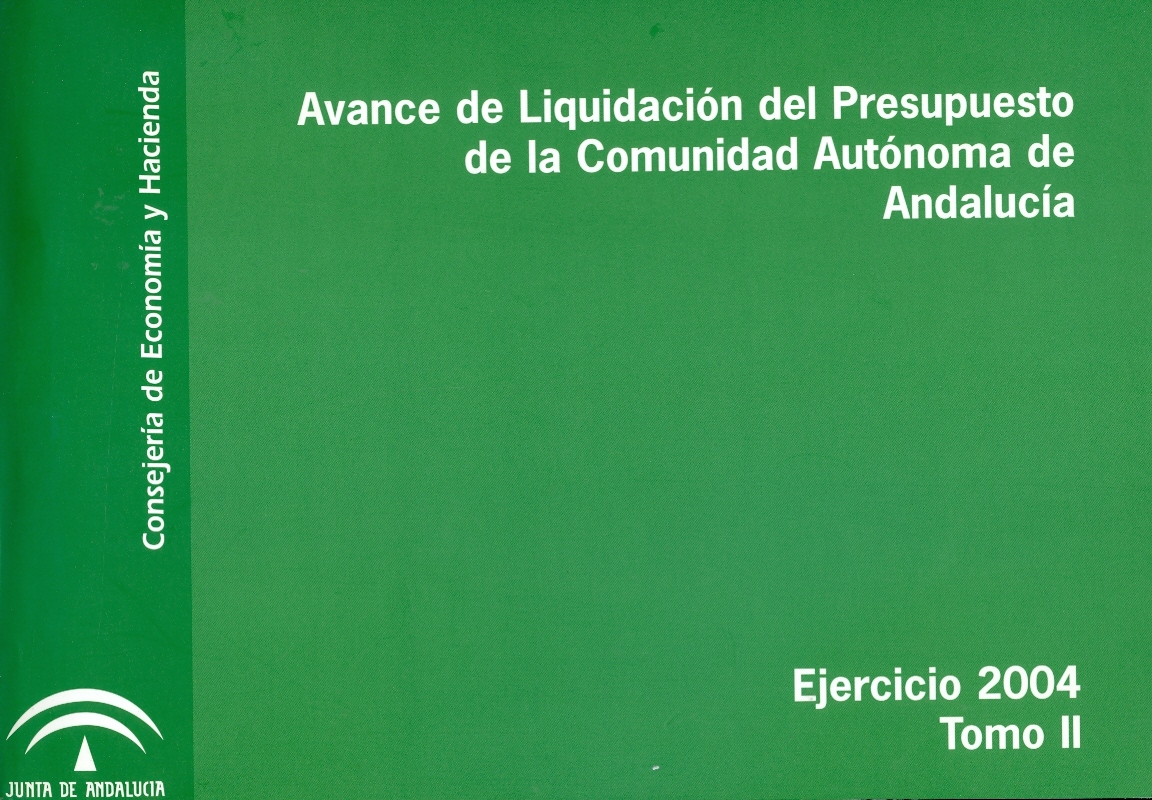 Avance de Liquidación del Presupuesto
de la Comunidad Autónoma de
Andalucía
Consejería de Economía y Hacienda
Ejercicio 2004
Tomo II
JUNTA DE ANDALUCIA